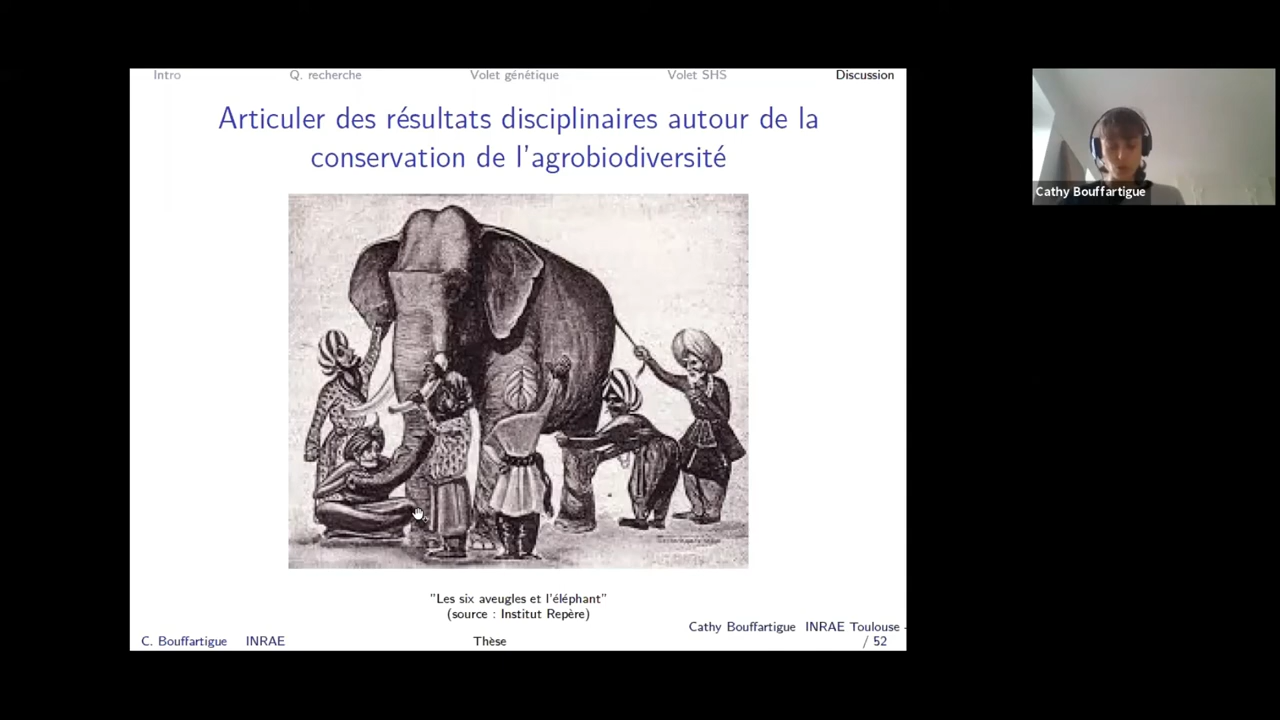 Intro Q. recherche Volet génétique Volet SHS Discussion
Articuler des résultats disciplinaires autour de la
conservation de l'agrobiodiversité
"Les six aveugles et l'éléphant"
(source : Institut Repère)
Cathy Bouffartigue INRAE Toulouse -
C. Bouffartigue INRAE Thèse / 52
Cathy Bouffartigue